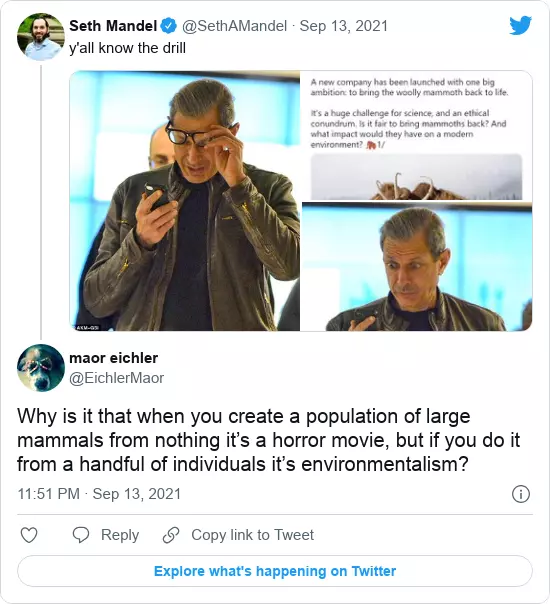 Seth Mandel @SethAMandel · Sep 13, 2021
y'all know the drill
A new company has been launched with one big
ambition: to bring the woolly mammoth back to life.
It's a huge challenge for science, and an ethical
conundrum. Is it fair to bring mammoths back? And
what impact would they have on a modern
environment? 🦣1/
AKM-GSI
maor eichler
@EichlerMaor
Why is it that when you create a population of large
mammals from nothing it’s a horror movie, but if you do it
from a handful of individuals it’s environmentalism?
11:51 PM · Sep 13, 2021
Reply
Copy link to Tweet
Explore what's happening on Twitter